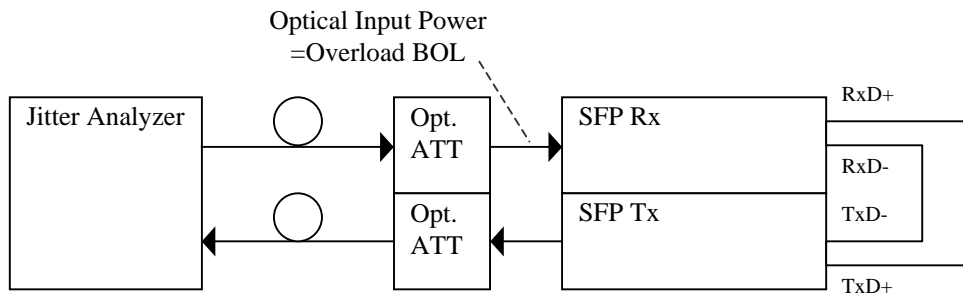 Optical Input Power
=Overload BOL
Jitter Analyzer
Opt.
ATT
SFP Rx
RxD+
RxD-
Opt.
ATT
SFP Tx
TxD-
TxD+